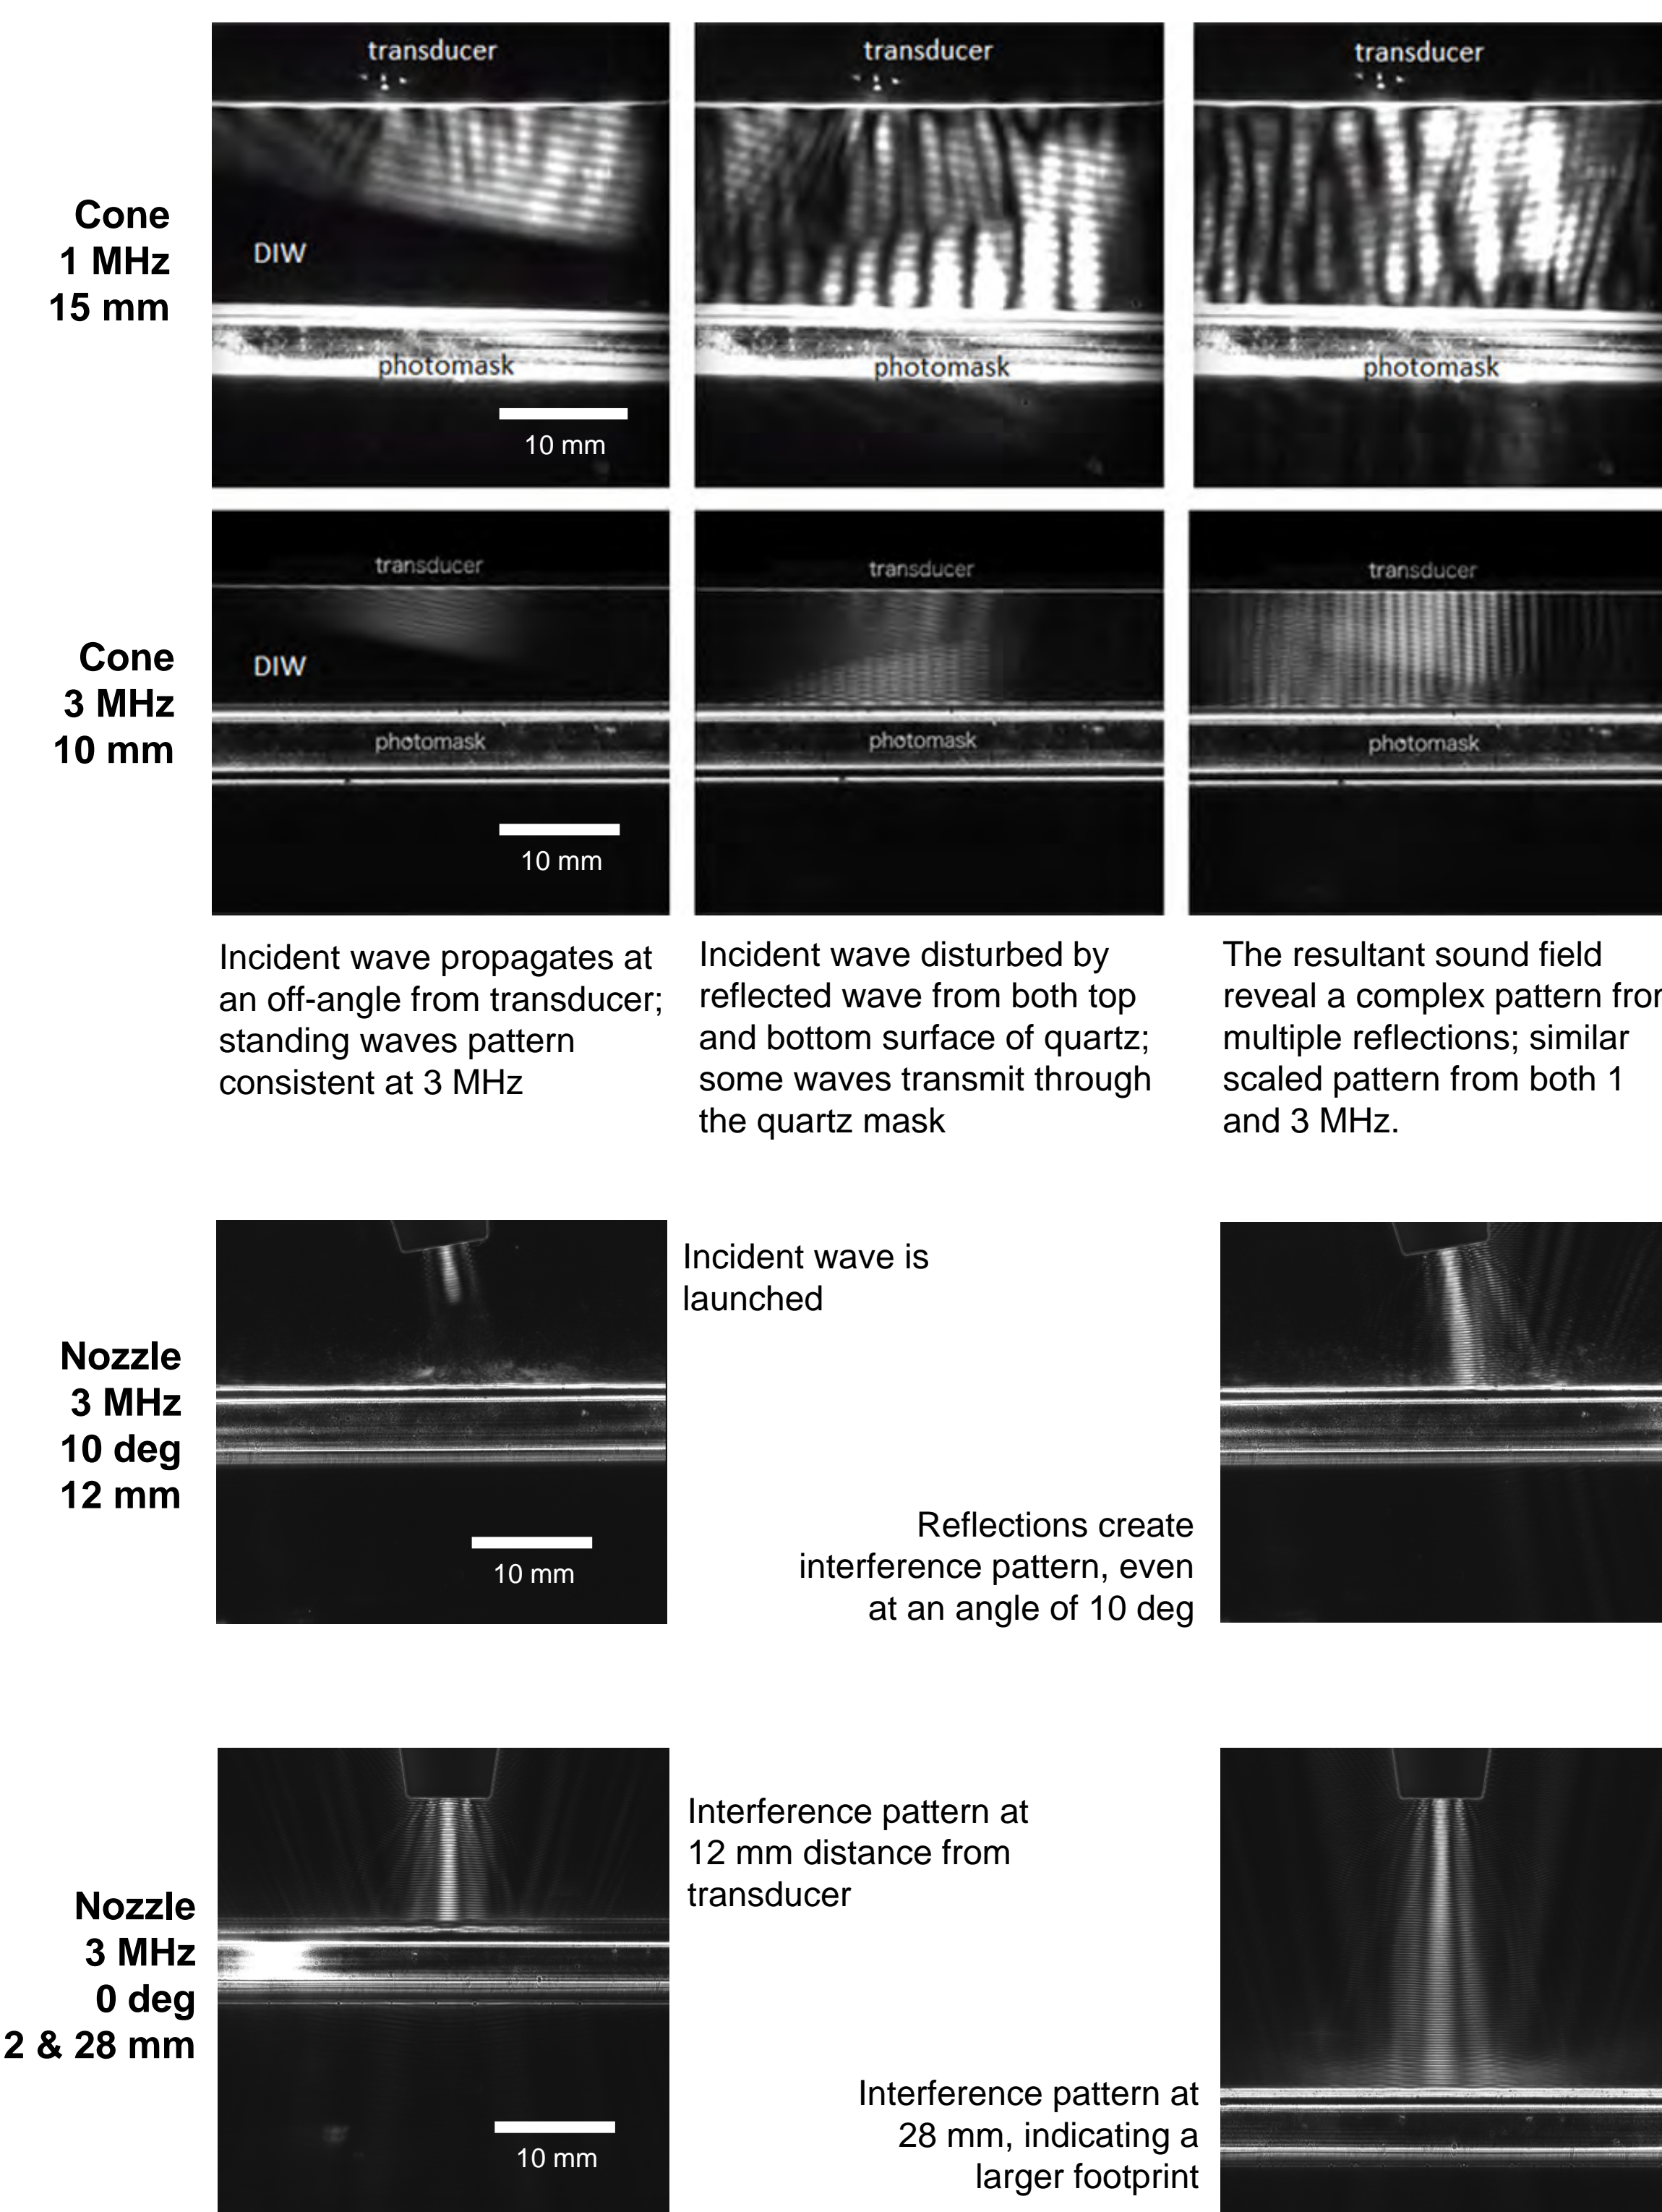 transducer
transducer
transducer
Cone
1 MHz
15 mm
DIW
photomask
photomask
photomask
10 mm
transducer
transducer
transducer
Cone
3 MHz
10 mm
DIW
photomask
photomask
photomask
10 mm
Incident wave propagates at
an off-angle from transducer;
standing waves pattern
consistent at 3 MHz
Incident wave disturbed by
reflected wave from both top
and bottom surface of quartz;
some waves transmit through
the quartz mask
The resultant sound field
reveal a complex pattern
multiple reflections; similar
scaled pattern from both 1
and 3 MHz.
Incident wave is
launched
Nozzle
3 MHz
10 deg
12 mm
10 mm
Reflections create
interference pattern, even
at an angle of 10 deg
Interference pattern at
12 mm distance from
transducer
Nozzle
3 MHz
0 deg
2 & 28 mm
10 mm
Interference pattern at
28 mm, indicating a
larger footprint